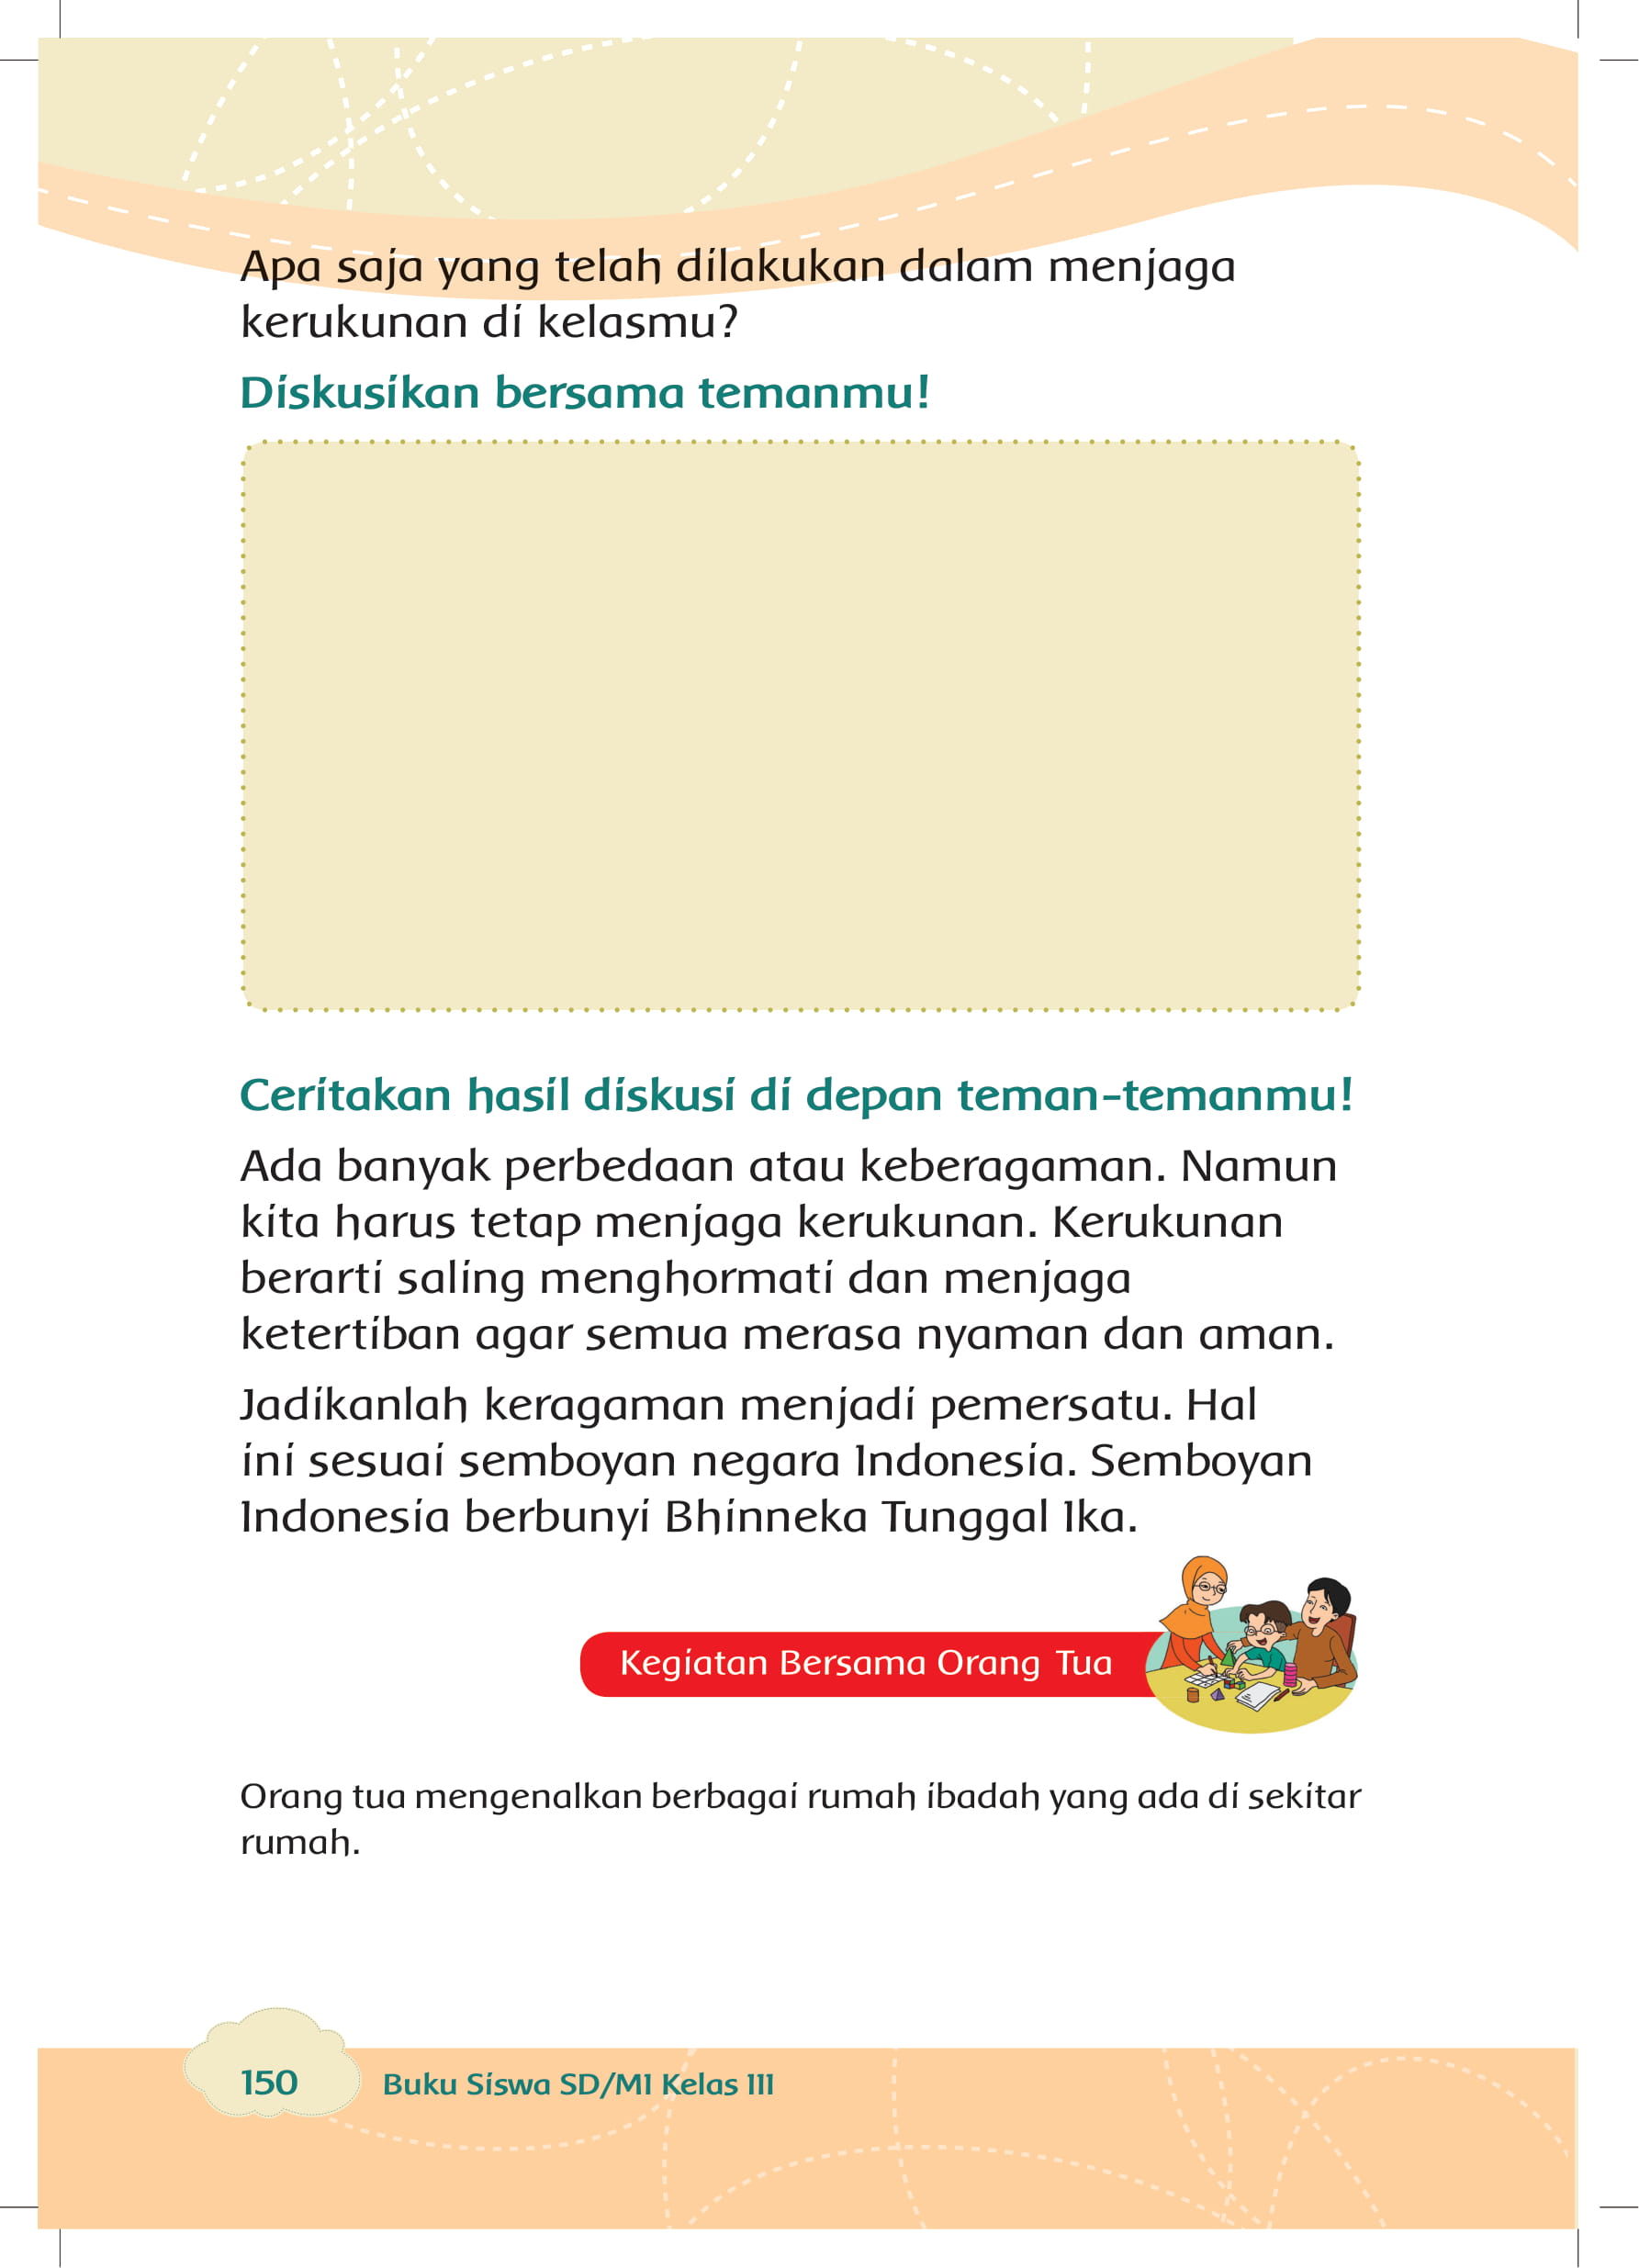 Apa saja yang telah dilakukan dalam menjaga
kerukunan di kelasmu?
Diskusikan bersama temanmu!
Ceritakan hasil diskusi di depan teman-temanmu!
Ada banyak perbedaan atau keberagaman. Namun
kita harus tetap menjaga kerukunan. Kerukunan
berarti saling menghormati dan menjaga
ketertiban agar semua merasa nyaman dan aman.
Jadikanlah keragaman menjadi pemersatu. Hal
ini sesuai semboyan negara Indonesia. Semboyan
Indonesia berbunyi Bhinneka Tunggal Ika.
Kegiatan Bersama Orang Tua
Orang tua mengenalkan berbagai rumah ibadah yang ada di sekitar
rumah.
150 Buku Siswa SD/MI Kelas III